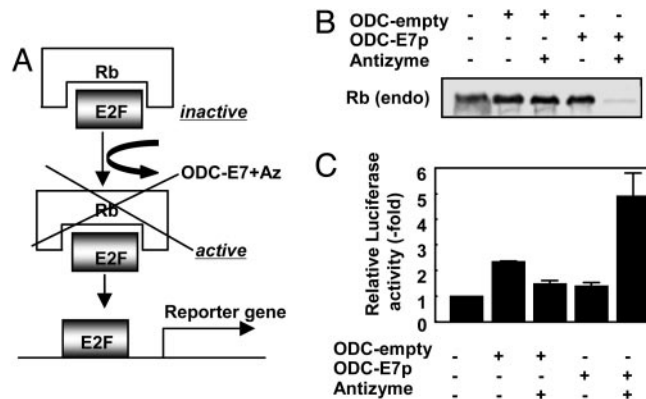 A
Rb
E2F
inactive
ODC-E7+Az
Rb
active
E2F
Reporter gene
E2F
B
ODC-empty - + + - -
ODC-E7p - - - + +
Antizyme - - + - +
Rb (endo)
C
Relative Luciferase
activity (-fold)
6
5
4
3
2
1
0
ODC-empty - + + - -
ODC-E7p - - - + +
Antizyme - - + - +